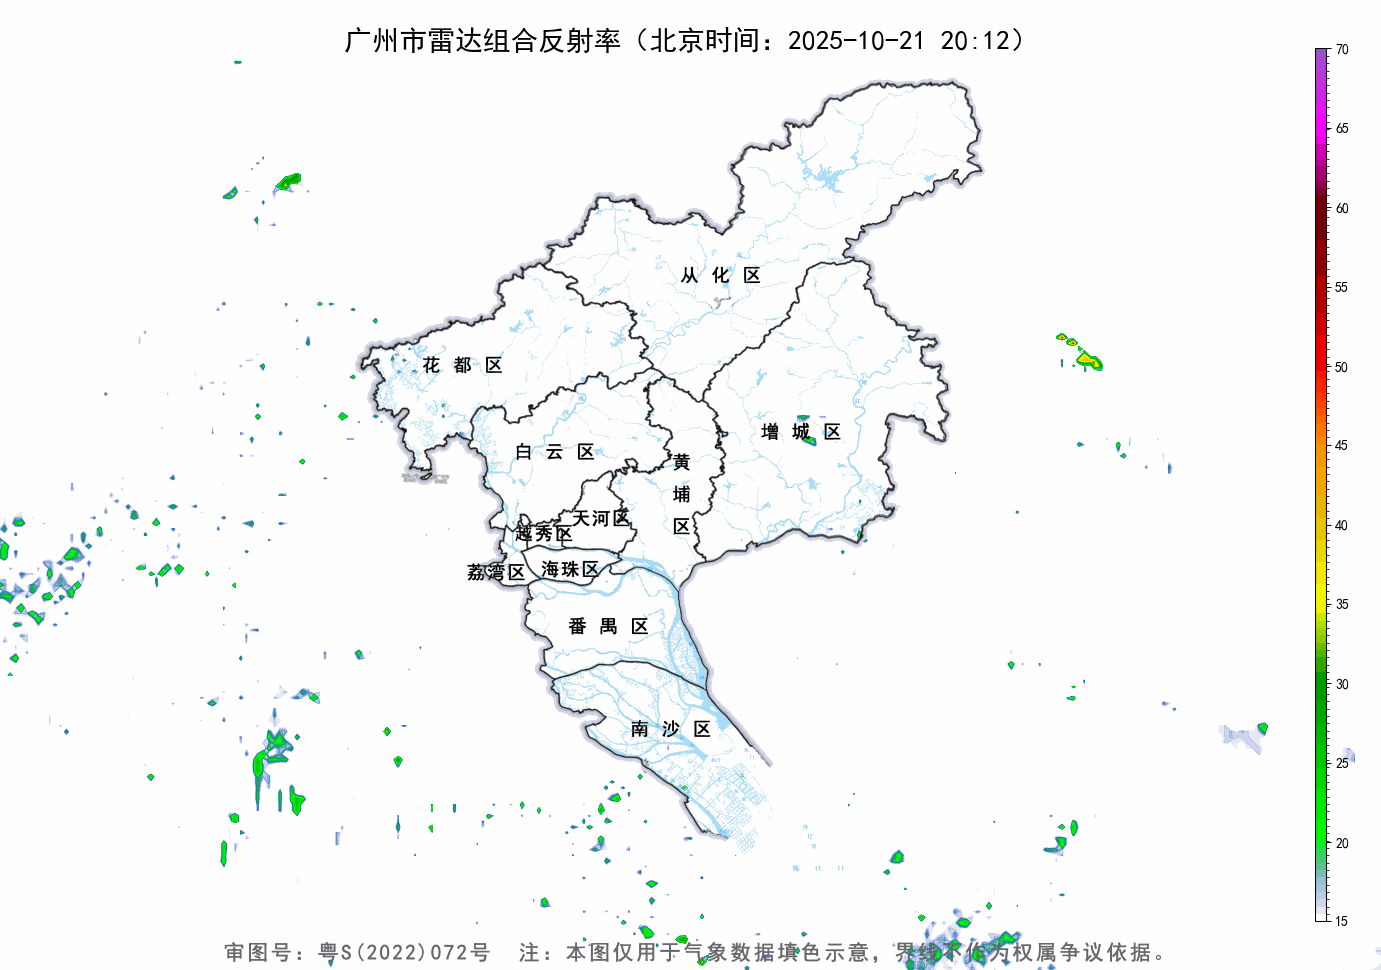 广州市雷达组合反射率（北京时间：2025-10-21 20:12）
70
65
60
55
50
45
40
35
30
25
20
15
从化区
花都区
增城区
白云区
黄埔区
天河区
越秀区
荔湾区
海珠区
番禺区
南沙区
审图号：粤S(2022)072号 注：本图仅用于气象数据填色示意，界线不作为权属争议依据。